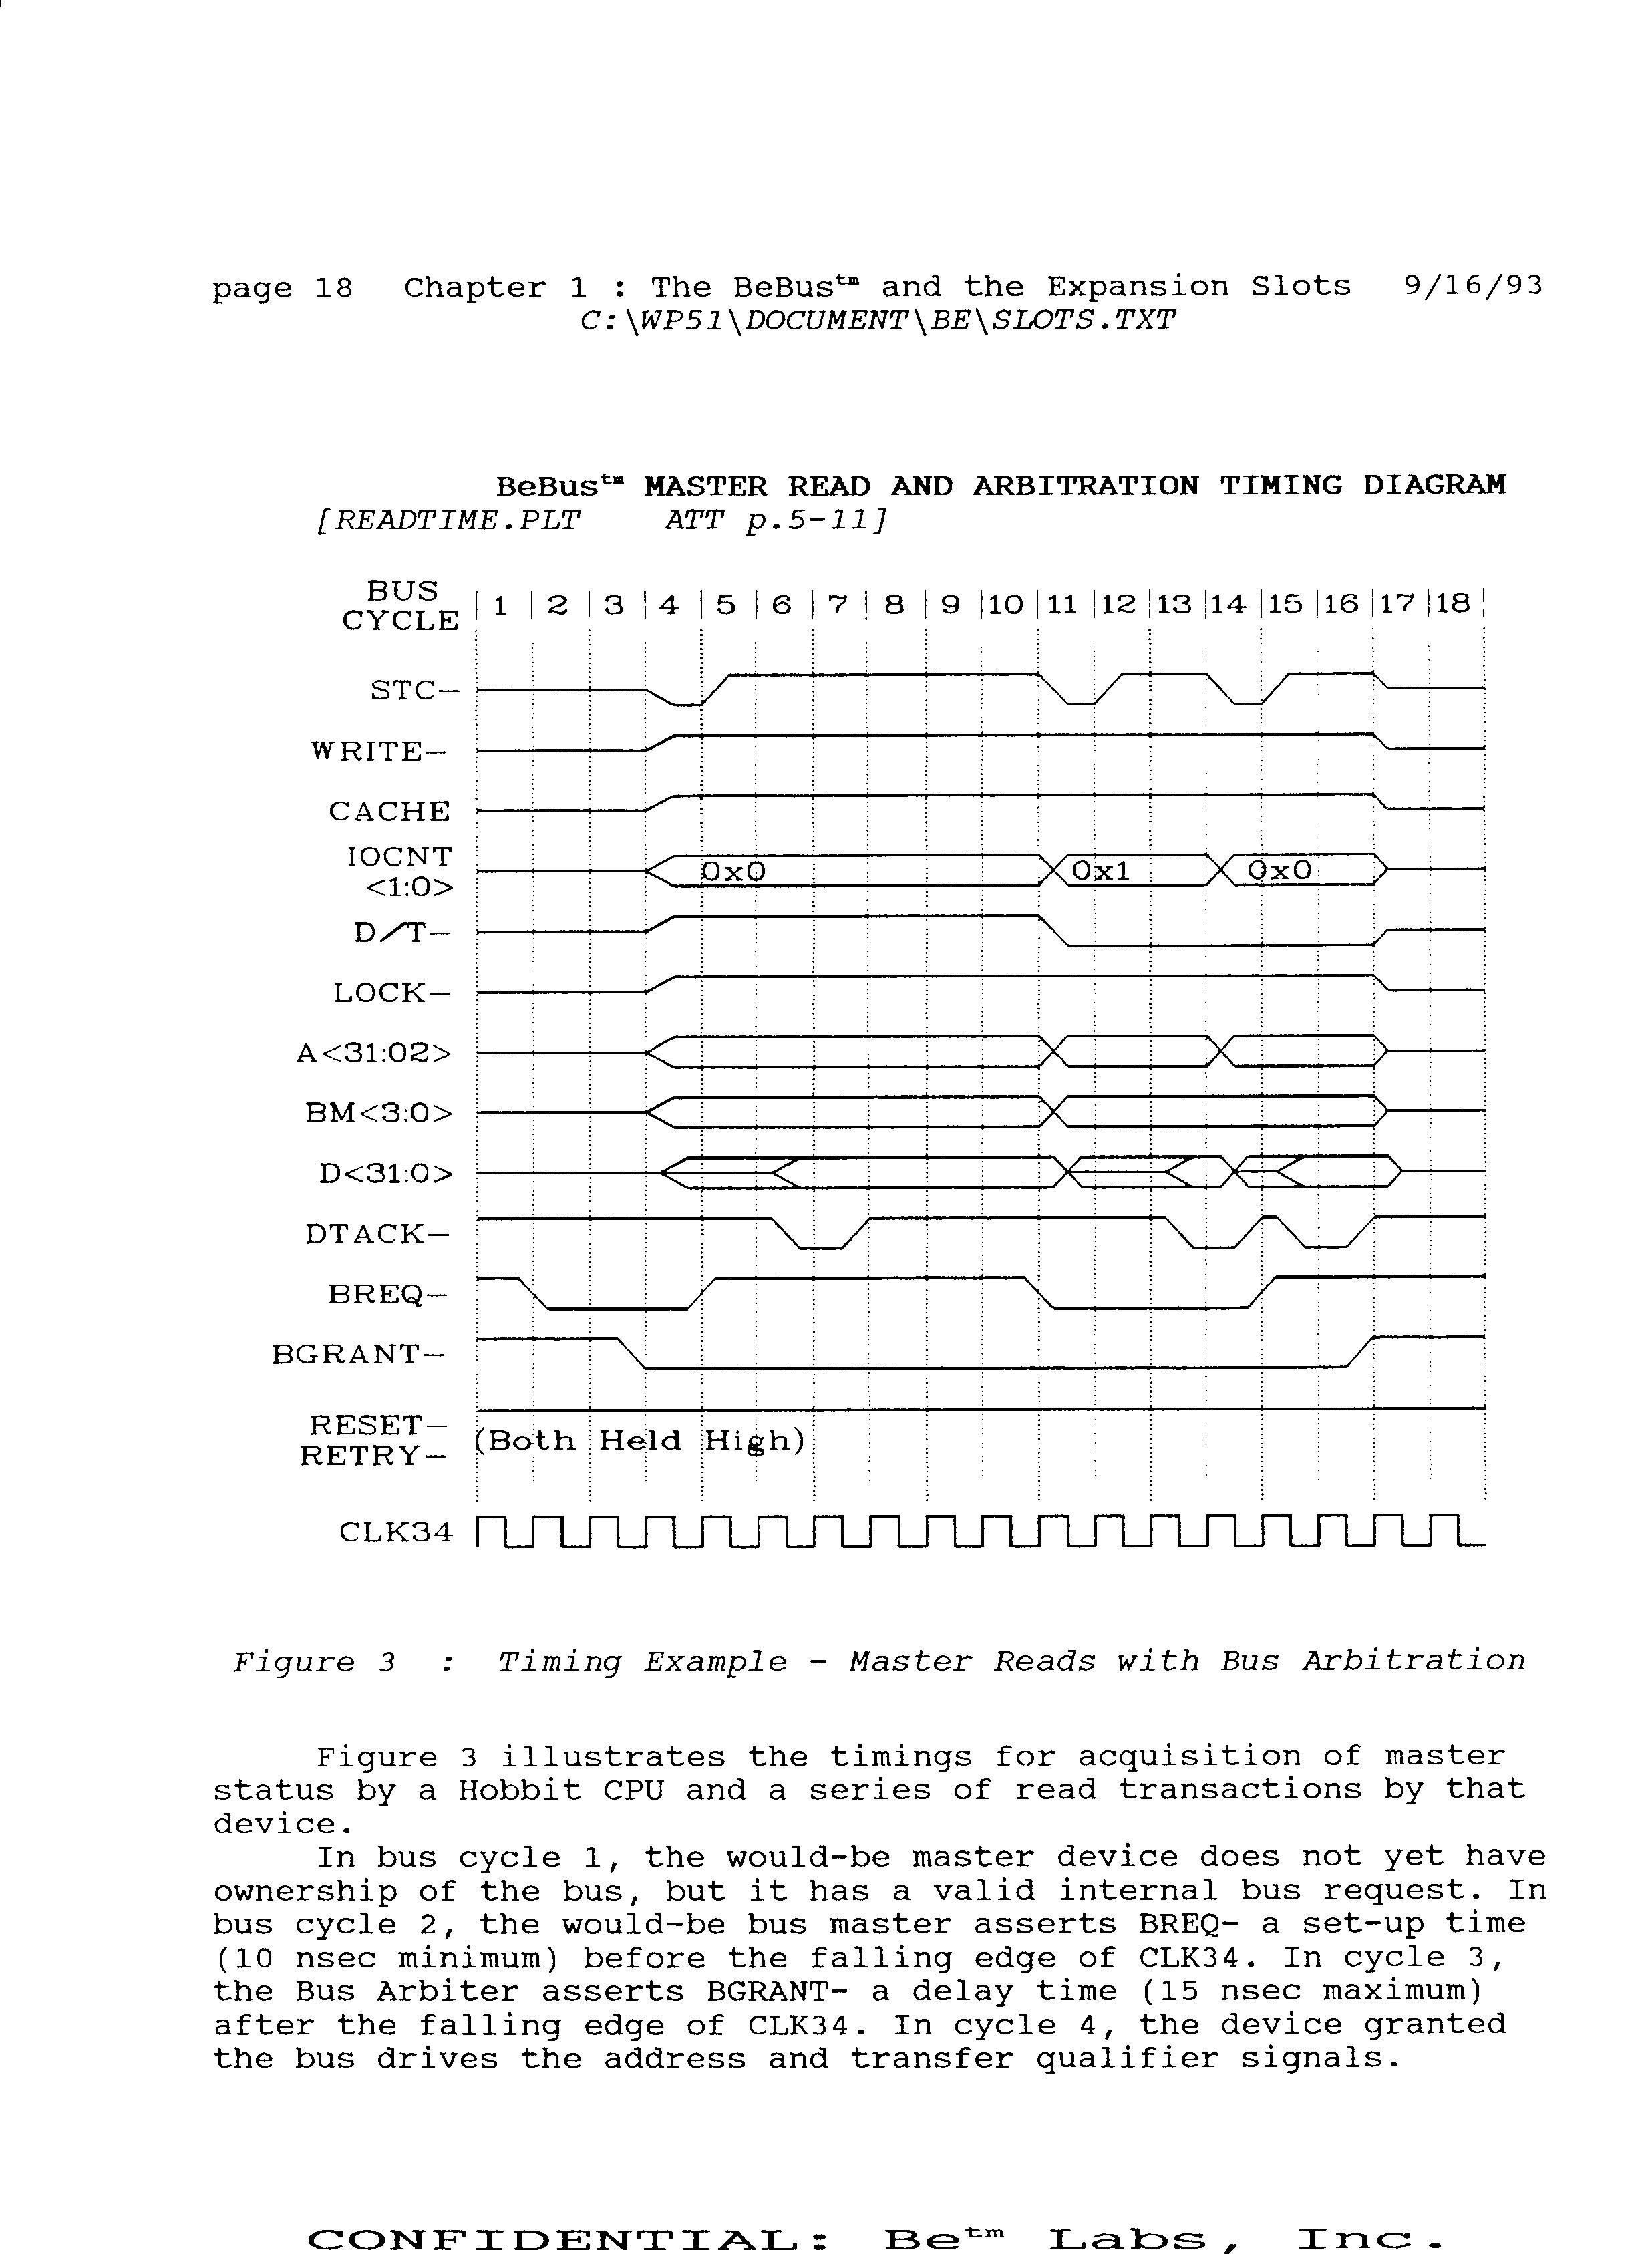 page 18 Chapter 1 : The BeBus™ and the Expansion Slots 9/16/93
C:\WP51\DOCUMENT\BE\SLOTS.TXT
BeBus™ MASTER READ AND ARBITRATION TIMING DIAGRAM
[READTIME.PLT ATT p.5-11]
BUS
CYCLE | 1 | 2 | 3 | 4 | 5 | 6 | 7 | 8 | 9 |10 |11 |12 |13 |14 |15 |16 |17 |18 |
STC-
WRITE-
CACHE
IOCNT
<1:0>
0x0 0x1 0x0
D/T-
LOCK-
A<31:02>
BM<3:0>
D<31:0>
DTACK-
BREQ-
BGRANT-
RESET-
RETRY-
(Both Held High)
CLK34
Figure 3 : Timing Example - Master Reads with Bus Arbitration
Figure 3 illustrates the timings for acquisition of master
status by a Hobbit CPU and a series of read transactions by that
device.
In bus cycle 1, the would-be master device does not yet have
ownership of the bus, but it has a valid internal bus request. In
bus cycle 2, the would-be bus master asserts BREQ- a set-up time
(10 nsec minimum) before the falling edge of CLK34. In cycle 3,
the Bus Arbiter asserts BGRANT- a delay time (15 nsec maximum)
after the falling edge of CLK34. In cycle 4, the device granted
the bus drives the address and transfer qualifier signals.
CONFIDENTIAL: Be™ Labs, Inc.